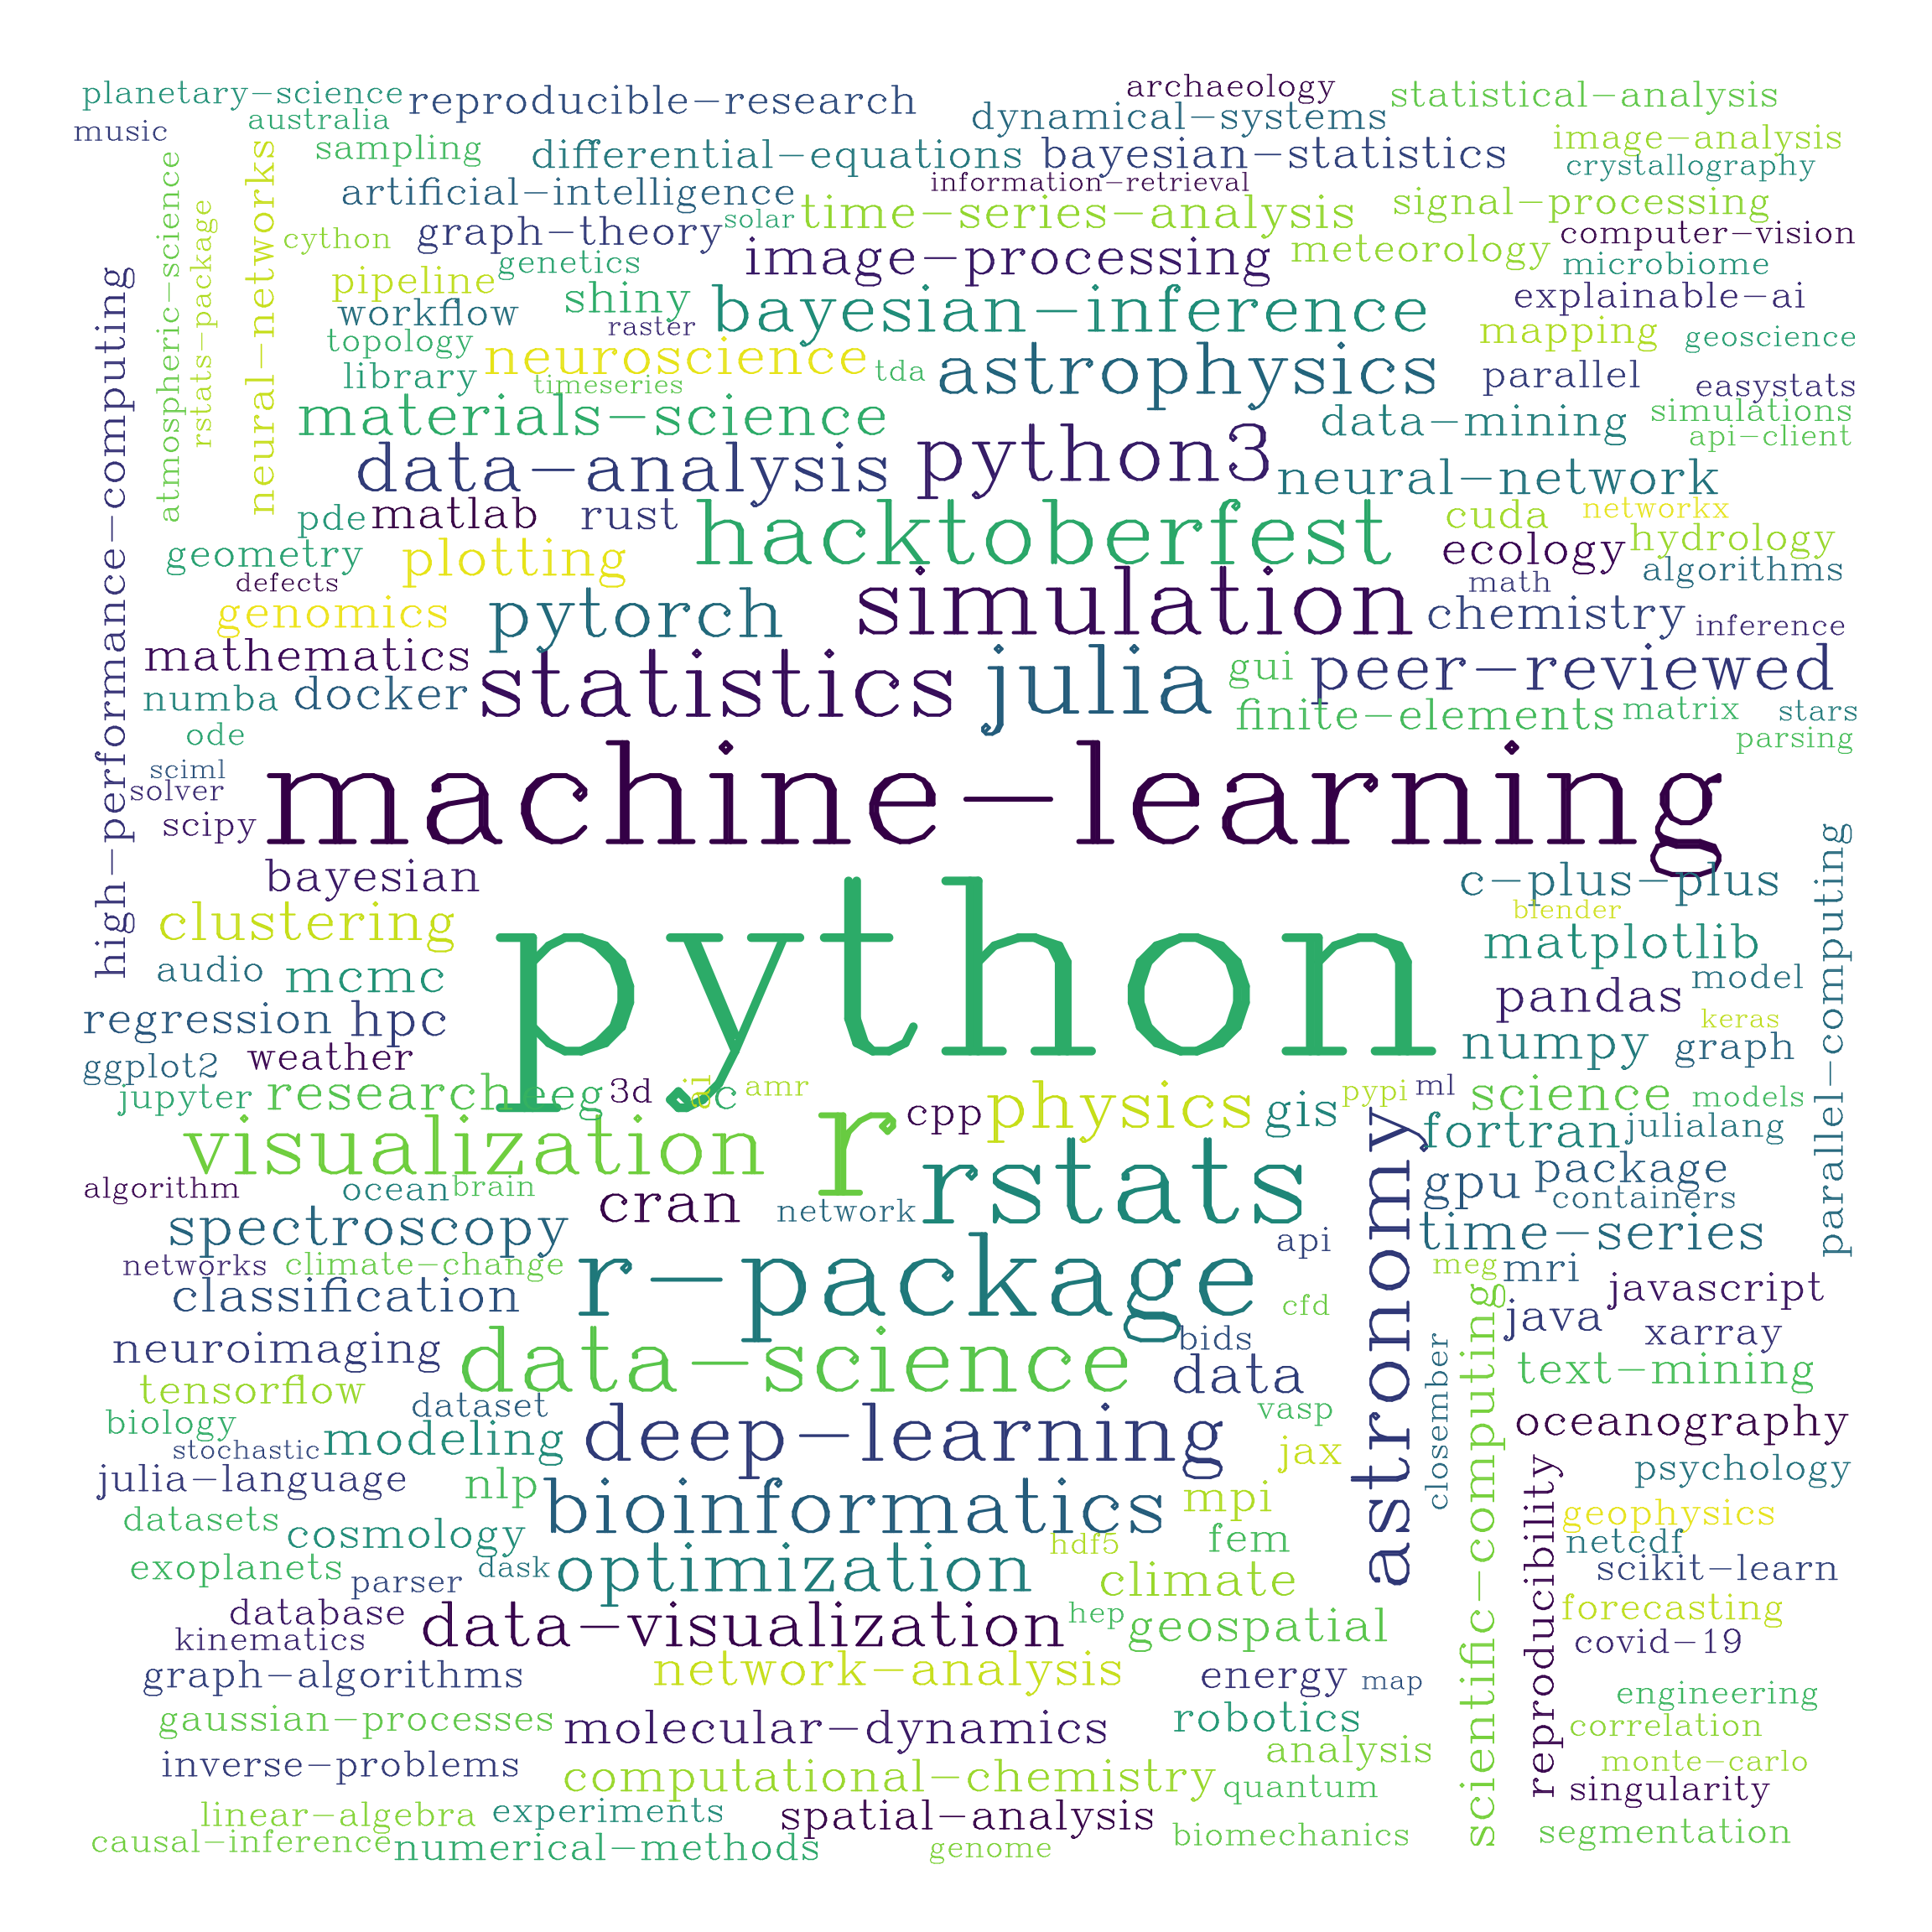 archaeology
planetary-science
reproducible-research
statistical-analysis
music
australia
dynamical-systems
image-analysis
sampling
differential-equations
bayesian-statistics
crystallography
artificial-intelligence
information-retrieval
signal-processing
atmospheric-science
rstats-package
neural-networks
cython
graph-theory
solar
time-series-analysis
computer-vision
genetics
image-processing
meteorology
microbiome
high-performance-computing
pipeline
shiny
bayesian-inference
explainable-ai
workflow
raster
mapping
geoscience
topology
neuroscience
tda
astrophysics
library
timeseries
parallel
easystats
materials-science
data-mining
simulations
api-client
data-analysis
python3
neural-network
pde
matlab
rust
hacktoberfest
cuda
networkx
geometry
plotting
ecology
hydrology
defects
math
algorithms
genomics
pytorch
simulation
chemistry
inference
mathematics
statistics
julia
gui
peer-reviewed
numba
docker
finite-elements
matrix
stars
ode
parsing
sciml
solver
scipy
machine-learning
bayesian
c-plus-plus
parallel-computing
clustering
blender
python
matplotlib
audio
mcmc
model
pandas
regression
hpc
keras
weather
numpy
graph
ggplot2
jupyter
research
eeg
3d
ai
c
amr
pypi
ml
science
models
r
cpp
physics
gis
visualization
fortran
julialang
algorithm
ocean
brain
cran
network
rstats
astronomy
gpu
package
containers
spectroscopy
api
time-series
networks
climate-change
r-package
meg
mri
classification
cfd
javascript
java
neuroimaging
bids
xarray
data-science
data
closember
scientific-computing
text-mining
tensorflow
dataset
vasp
biology
deep-learning
oceanography
stochastic
modeling
jax
julia-language
nlp
bioinformatics
mpi
reproducibility
psychology
datasets
cosmology
fem
geophysics
hdf5
netcdf
exoplanets
parser
dask
optimization
climate
scikit-learn
database
data-visualization
hep
geospatial
forecasting
kinematics
covid-19
graph-algorithms
network-analysis
energy
map
engineering
gaussian-processes
molecular-dynamics
robotics
correlation
inverse-problems
analysis
monte-carlo
computational-chemistry
quantum
singularity
linear-algebra
experiments
spatial-analysis
causal-inference
numerical-methods
genome
biomechanics
segmentation